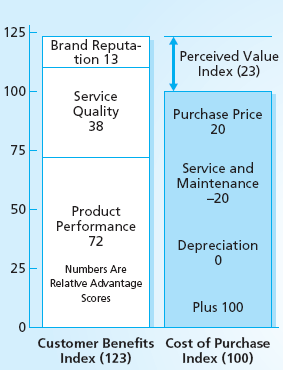 125
100
75
50
25
0
Brand Reputa-
tion 13
Service
Quality
38
Product
Performance
72
Numbers Are
Relative Advantage
Scores
Perceived Value
Index (23)
Purchase Price
20
Service and
Maintenance
–20
Depreciation
0
Plus 100
Customer Benefits
Index (123)
Cost of Purchase
Index (100)